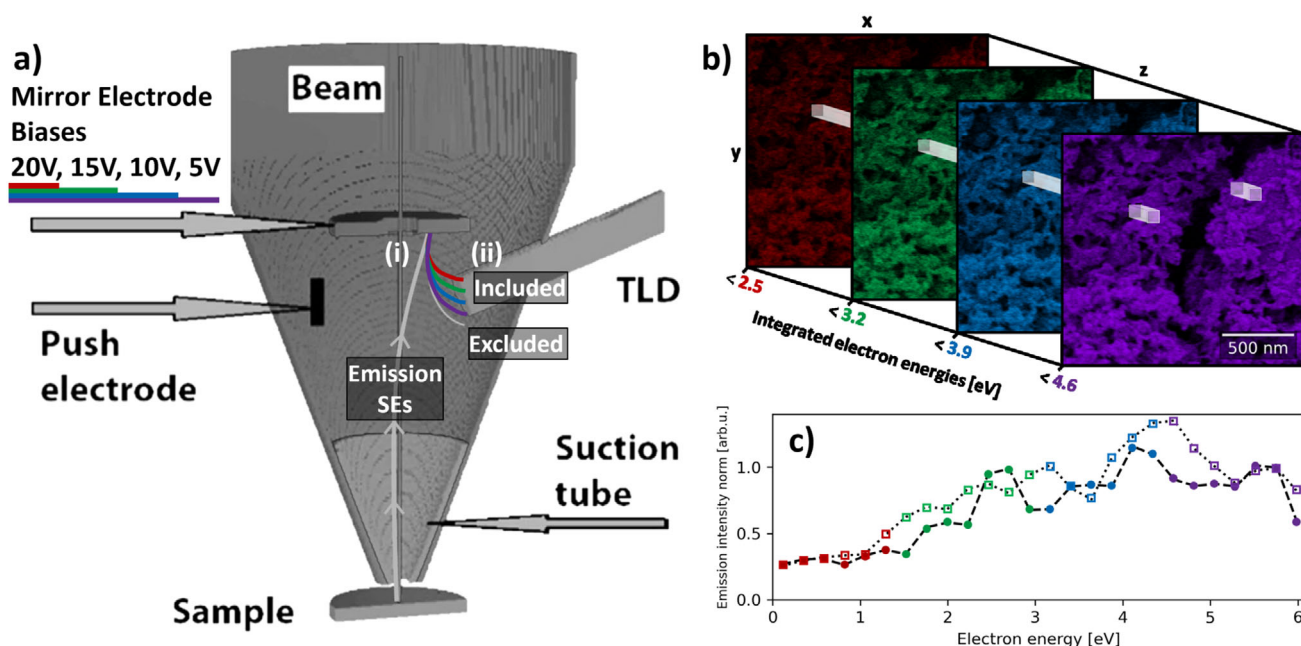 a)
Mirror Electrode
Biases
20V, 15V, 10V, 5V
Beam
(i)
(ii)
Included
Excluded
TLD
Push
electrode
Emission
SEs
Suction
tube
Sample
b)
x
z
y
< 2.5
< 3.2
< 3.9
< 4.6
Integrated electron energies [eV]
500 nm
c)
Emission intensity norm [arb.u.]
1.0
0.5
0.0
0 1 2 3 4 5 6
Electron energy [eV]